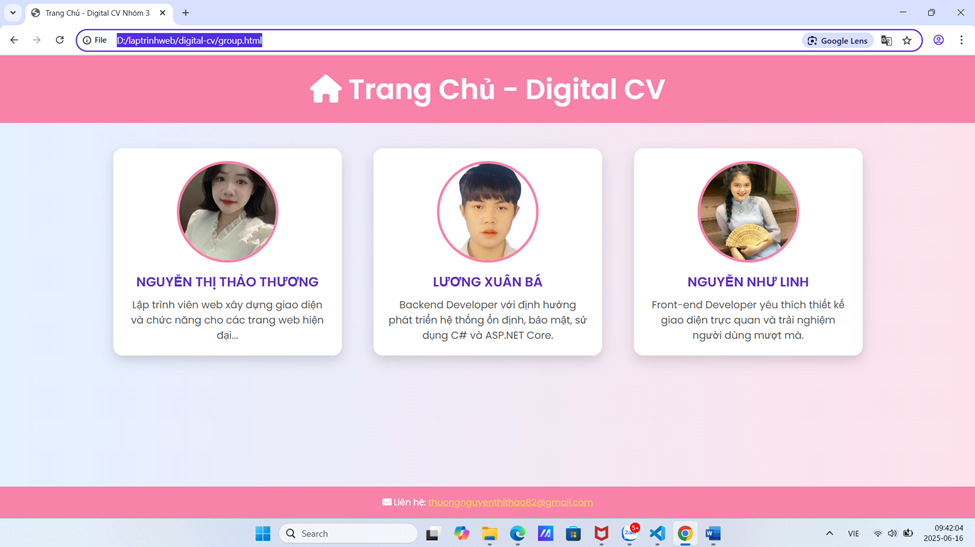 Trang Chủ - Digital CV Nhóm 3
File
D:/laptrinhweb/digital-cv/group.html
Google Lens
Trang Chủ - Digital CV
NGUYỄN THỊ THẢO THƯƠNG
Lập trình viên web xây dựng giao diện
và chức năng cho các trang web hiện
đại...
LƯƠNG XUÂN BÁ
Backend Developer với định hướng
phát triển hệ thống ổn định, bảo mật, sử
dụng C# và ASP.NET Core.
NGUYỄN NHƯ LINH
Front-end Developer yêu thích thiết kế
giao diện trực quan và trải nghiệm
người dùng mượt mà.
Liên hệ: thuongnguyenthithao82@gmail.com
Search
5+
VIE
09:42:04
2025-06-16